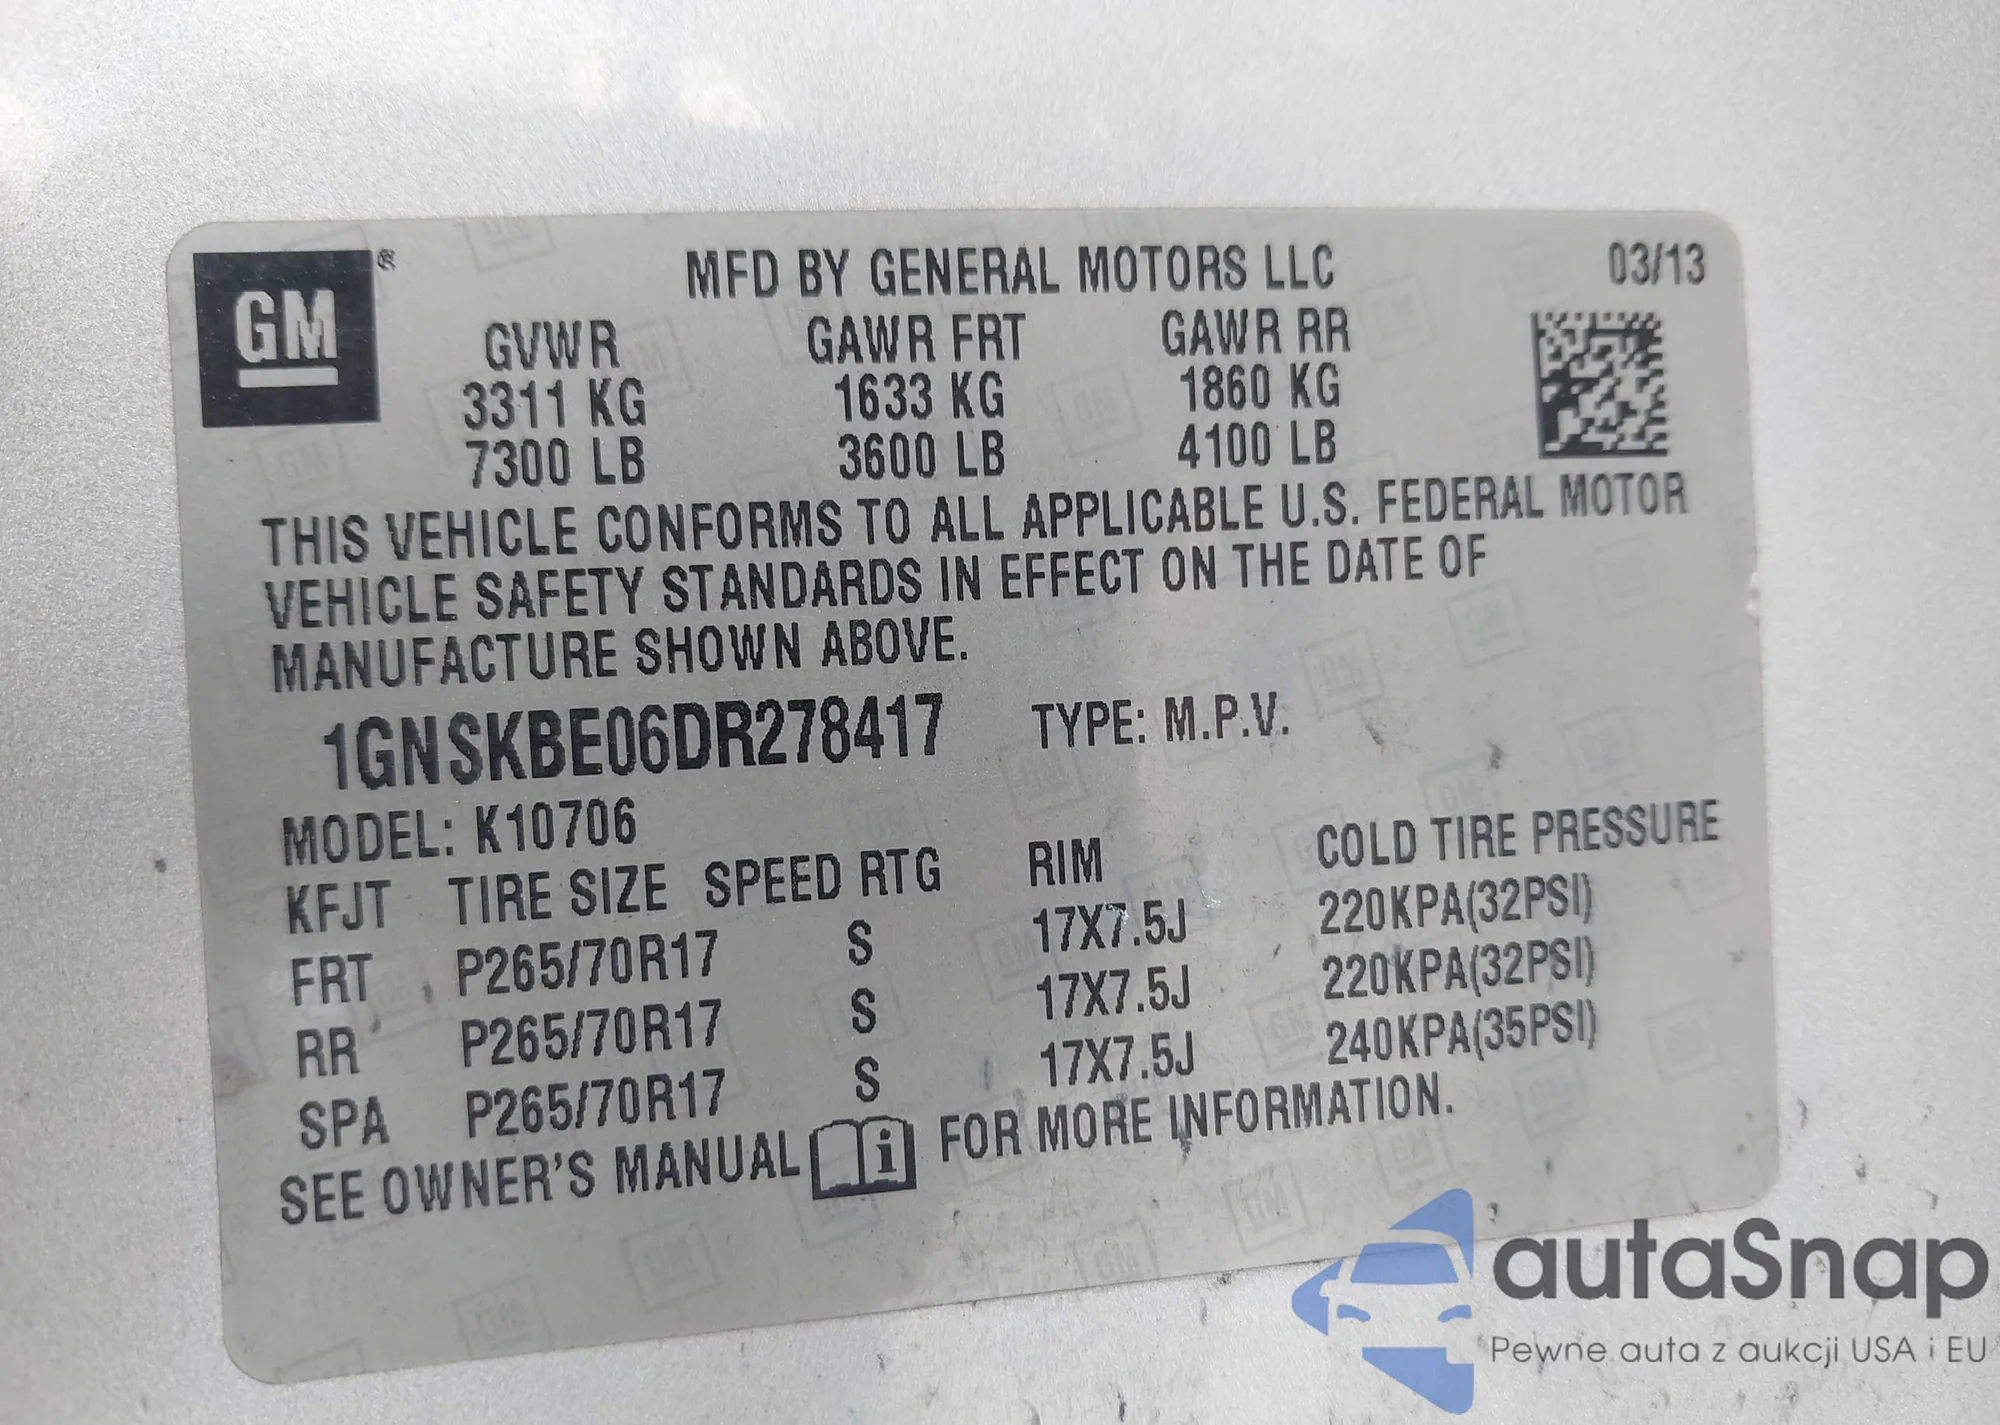 GM ® MFD BY GENERAL MOTORS LLC 03/13
GVWR GAWR FRT GAWR RR
3311 KG 1633 KG 1860 KG
7300 LB 3600 LB 4100 LB
THIS VEHICLE CONFORMS TO ALL APPLICABLE U.S. FEDERAL MOTOR
VEHICLE SAFETY STANDARDS IN EFFECT ON THE DATE OF
MANUFACTURE SHOWN ABOVE.
1GNSKBE06DR278417 TYPE: M.P.V.
MODEL: K10706
KFJT TIRE SIZE SPEED RTG RIM COLD TIRE PRESSURE
FRT P265/70R17 S 17X7.5J 220KPA(32PSI)
RR P265/70R17 S 17X7.5J 220KPA(32PSI)
SPA P265/70R17 S 17X7.5J 240KPA(35PSI)
SEE OWNER'S MANUAL i FOR MORE INFORMATION.
autaSnap
Pewne auta z aukcji USA i EU